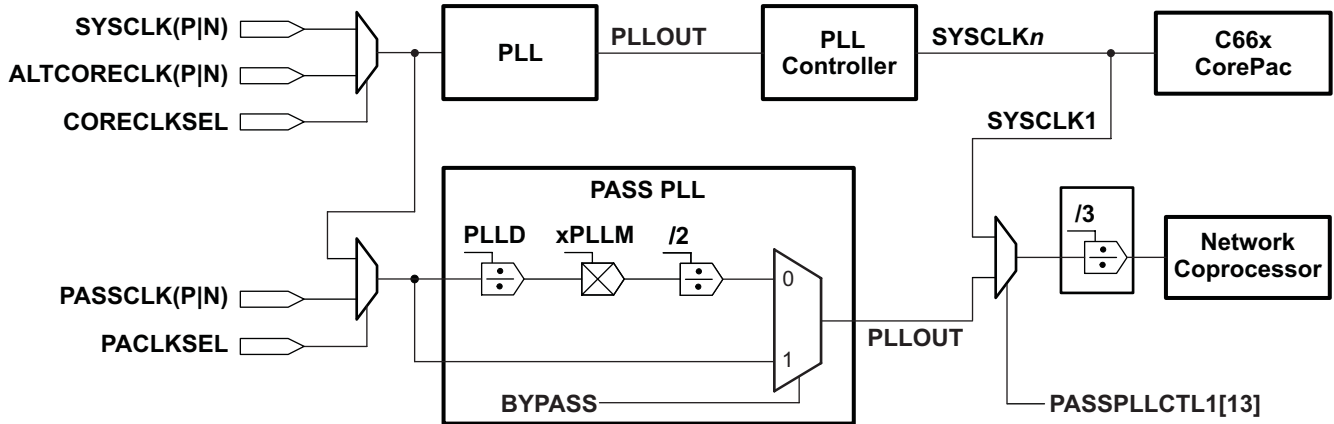 SYSCLK(P|N)
ALTCORECLK(P|N)
CORECLKSEL
PLL
PLLOUT
PLL
Controller
SYSCLKn
C66x
CorePac
SYSCLK1
PASS PLL
PLLD
xPLLM
/2
0
1
BYPASS
PASSCLK(P|N)
PACLKSEL
PLLOUT
/3
Network
Coprocessor
PASSPLLCTL1[13]